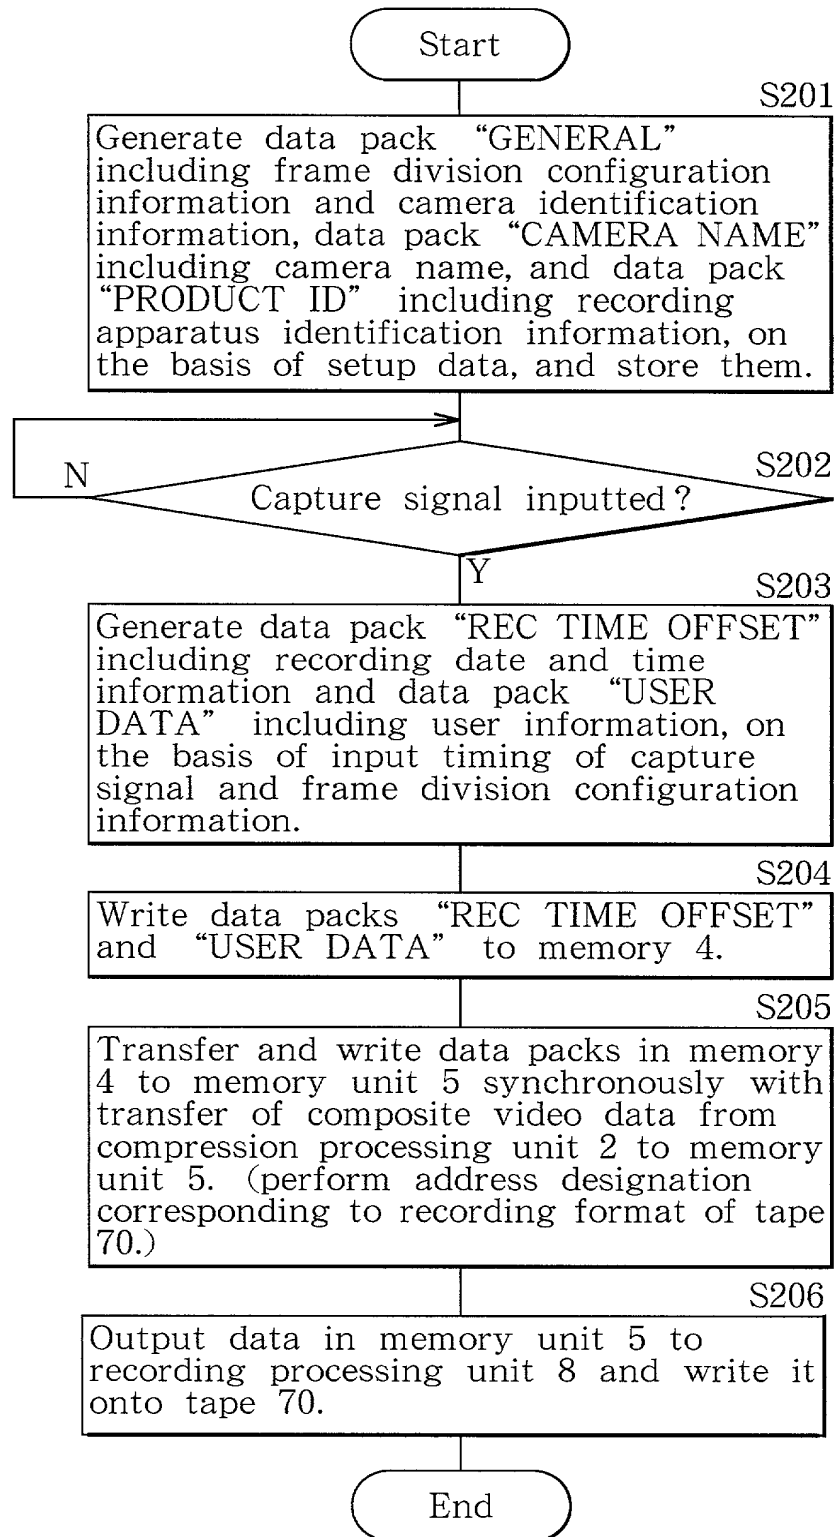 Start
S201
Generate data pack “GENERAL”
including frame division configuration
information and camera identification
information, data pack “CAMERA NAME”
including camera name, and data pack
“PRODUCT ID” including recording
apparatus identification information, on
the basis of setup data, and store them.
S202
N
Capture signal inputted?
Y
S203
Generate data pack “REC TIME OFFSET”
including recording date and time
information and data pack “USER
DATA” including user information, on
the basis of input timing of capture
signal and frame division configuration
information.
S204
Write data packs “REC TIME OFFSET”
and “USER DATA” to memory 4.
S205
Transfer and write data packs in memory
4 to memory unit 5 synchronously with
transfer of composite video data from
compression processing unit 2 to memory
unit 5. (perform address designation
corresponding to recording format of tape
70.)
S206
Output data in memory unit 5 to
recording processing unit 8 and write it
onto tape 70.
End